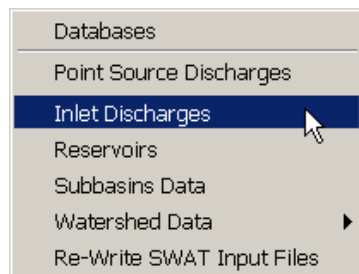 Databases
Point Source Discharges
Inlet Discharges
Reservoirs
Subbasins Data
Watershed Data
Re-Write SWAT Input Files